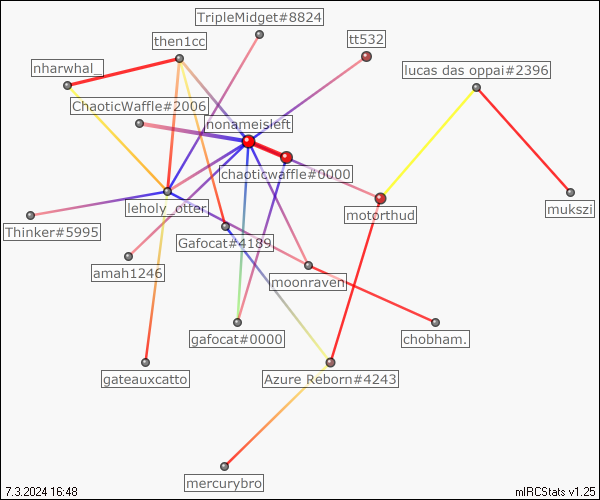 TripleMidget#8824
then1cc
tt532
nharwhal_
lucas das oppai#2396
ChaoticWaffle#2006
nonameisleft
chaoticwaffle#0000
leholy_otter
motorthud
mukszi
Thinker#5995
Gafocat#4189
amah1246
moonraven
gafocat#0000
chobham.
gateauxcatto
Azure Reborn#4243
mercurybro
7.3.2024 16:48
mIRCStats v1.25